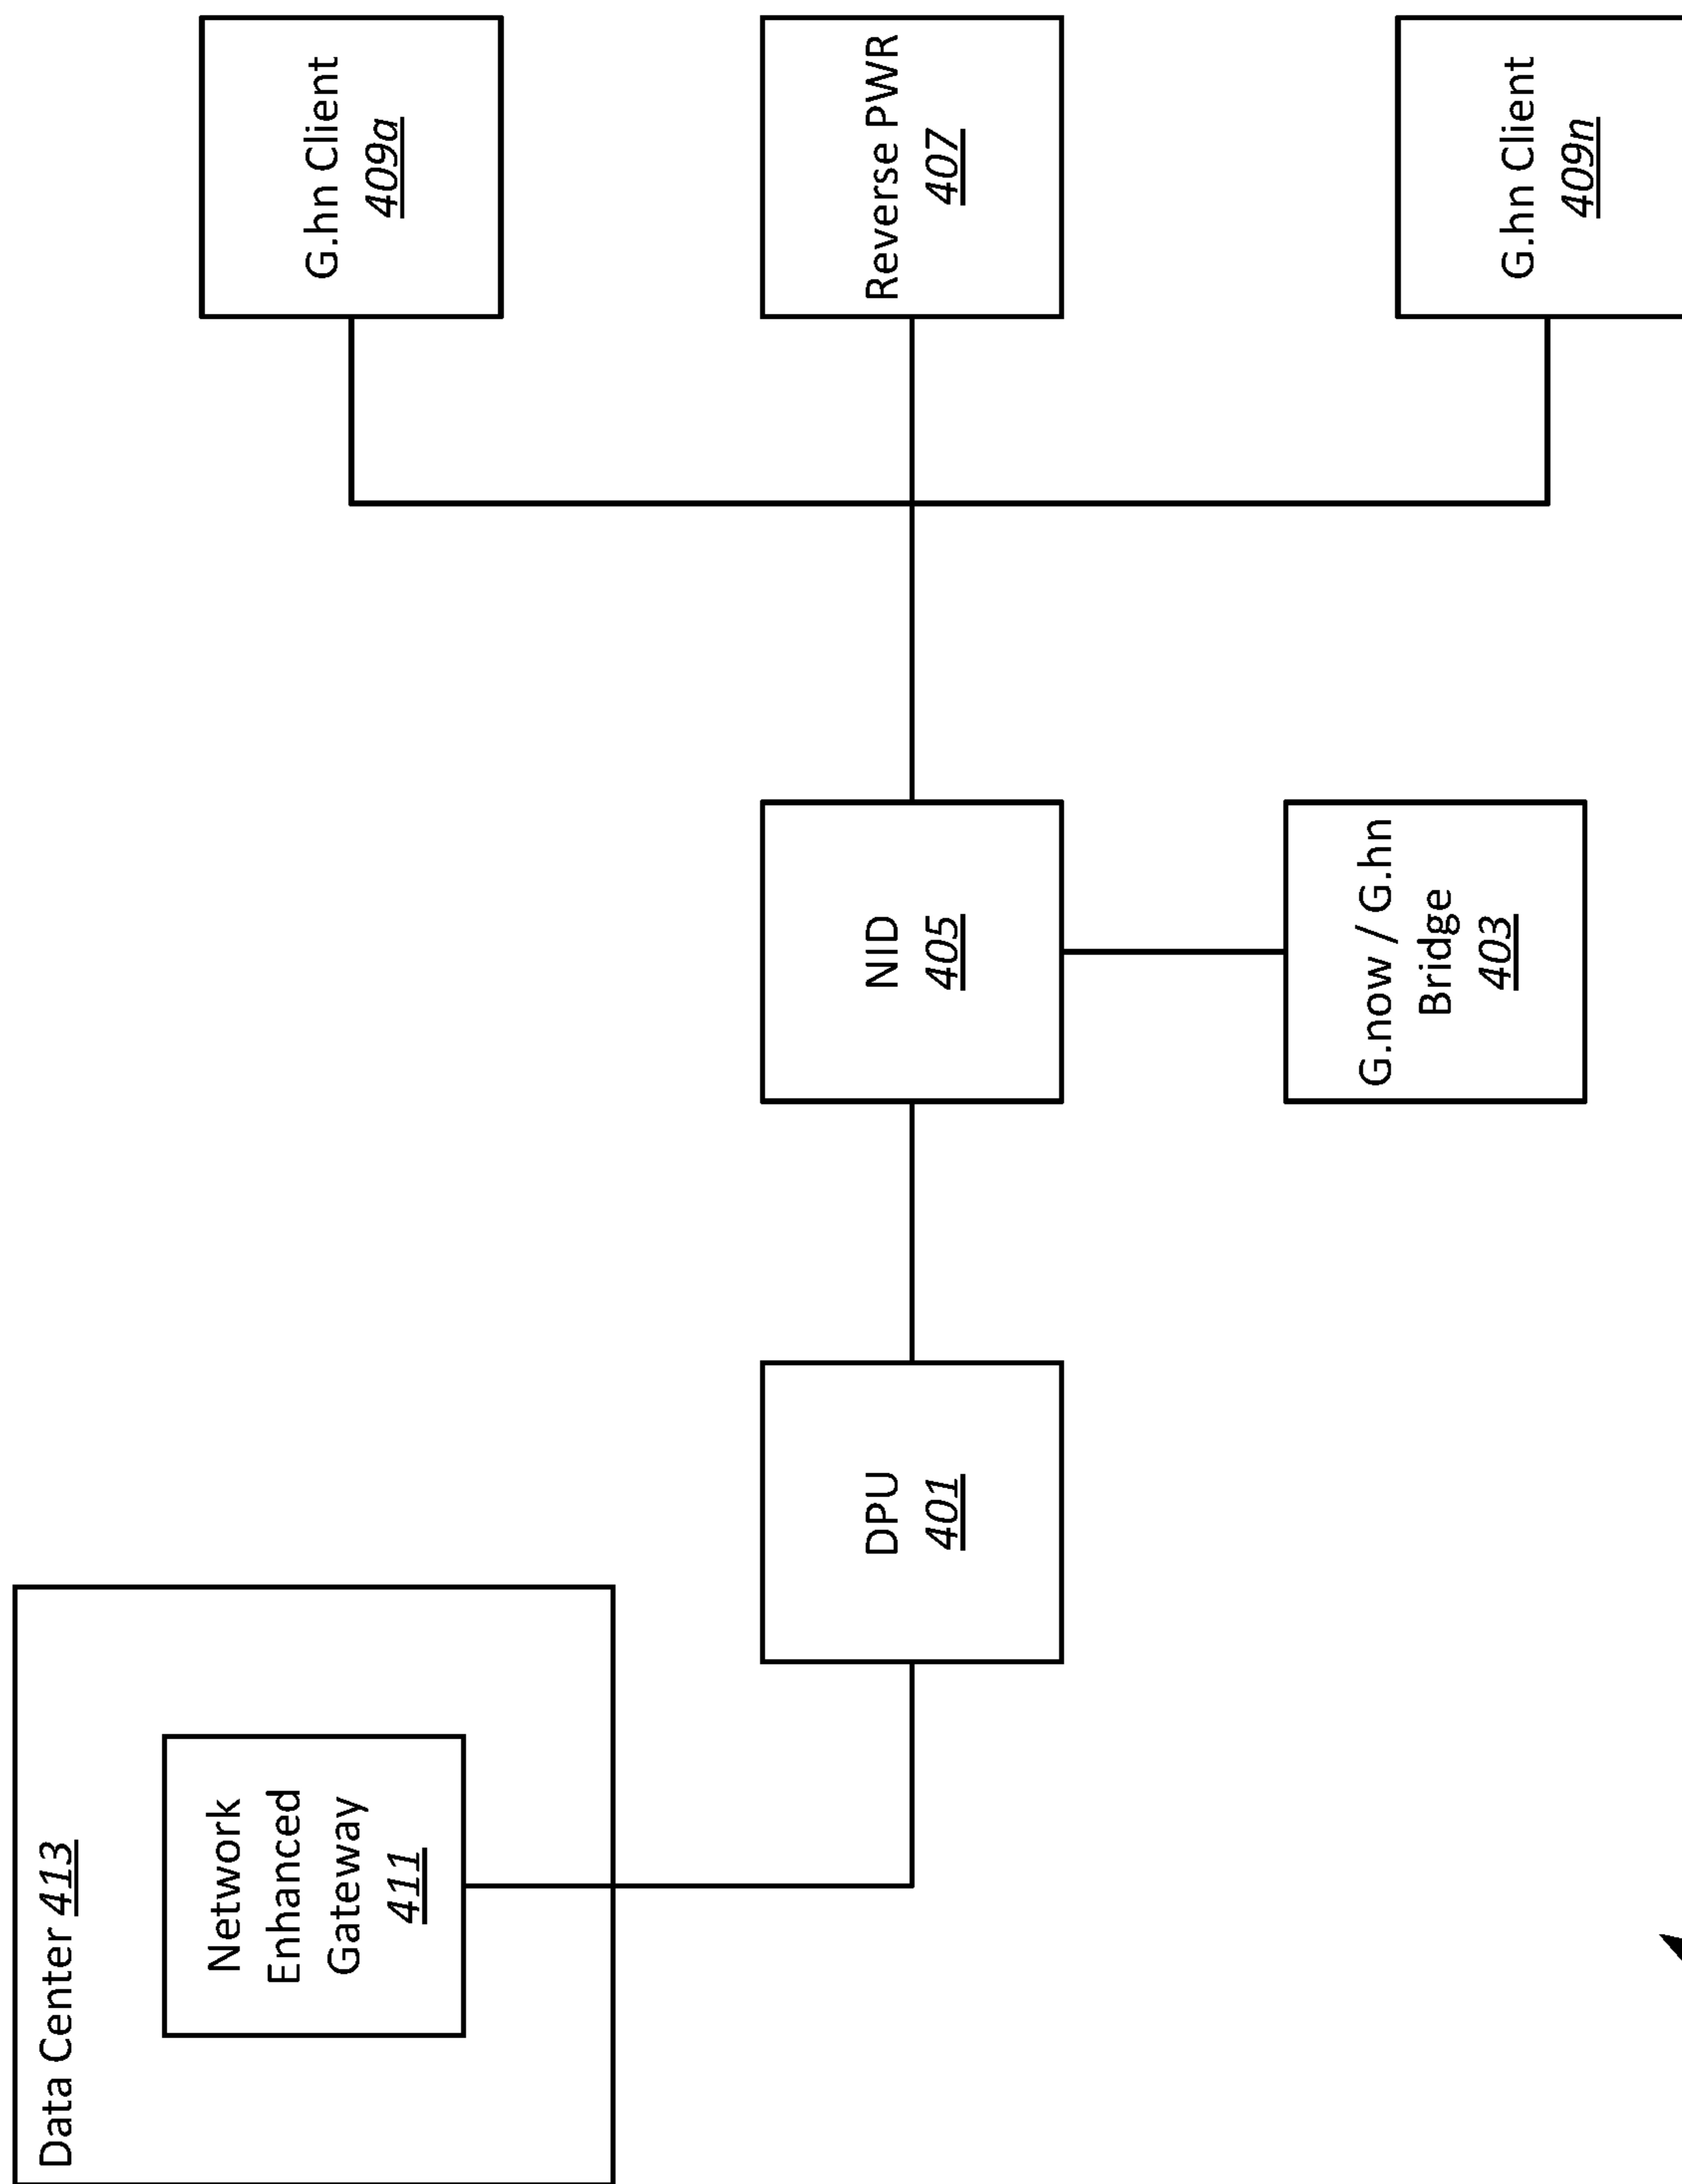 Data Center 413
Network
Enhanced
Gateway
411
DPU
401
NID
405
G.now / G.hn
Bridge
403
G.hn Client
409a
Reverse PWR
407
G.hn Client
409n